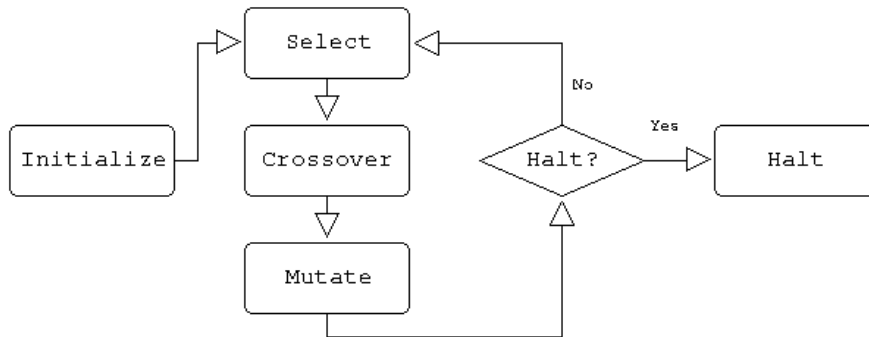 Select
No
Yes
Initialize
Crossover
Halt?
Halt
Mutate